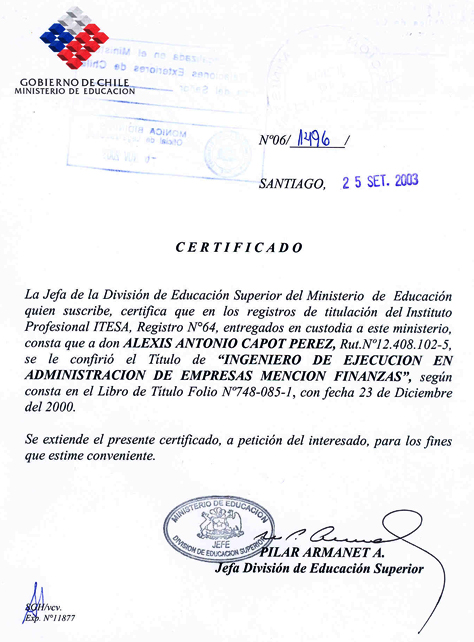 GOBIERNO DE CHILE
MINISTERIO DE EDUCACION
Nº06/ 1496 /
SANTIAGO, 25 SET. 2003
CERTIFICADO
La Jefa de la División de Educación Superior del Ministerio de Educación
quien suscribe, certifica que en los registros de titulación del Instituto
Profesional ITESA, Registro Nº64, entregados en custodia a este ministerio,
consta que a don ALEXIS ANTONIO CAPOT PEREZ, Rut.Nº12.408.102-5,
se le confirió el Título de “INGENIERO DE EJECUCION EN
ADMINISTRACION DE EMPRESAS MENCION FINANZAS”, según
consta en el Libro de Título Folio Nº748-085-1, con fecha 23 de Diciembre
del 2000.
Se extiende el presente certificado, a petición del interesado, para los fines
que estime conveniente.
MINISTERIO DE EDUCACION
JEFE
DIVISION DE EDUCACION SUPERIOR
PILAR ARMANET A.
Jefa División de Educación Superior
/vcv.
Exp. Nº11877